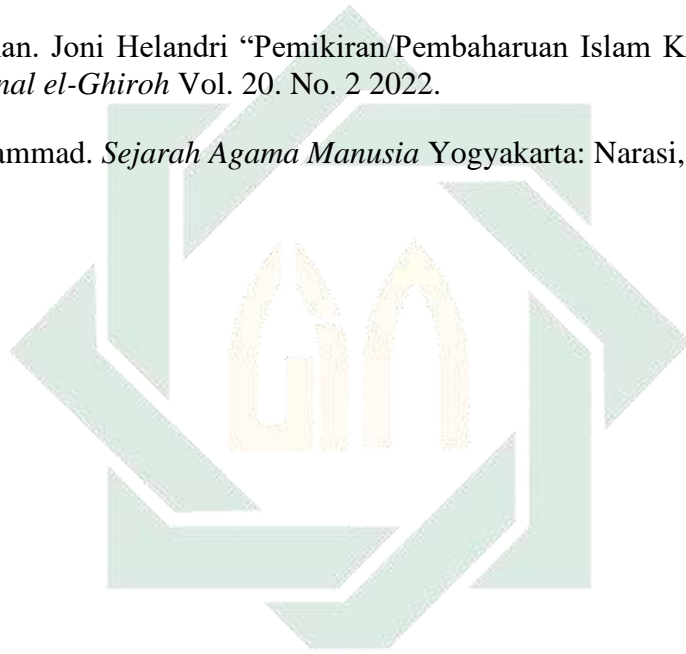 an. Joni Helandri “Pemikiran/Pembaharuan Islam K
nal el-Ghiroh Vol. 20. No. 2 2022.
ammad. Sejarah Agama Manusia Yogyakarta: Narasi,